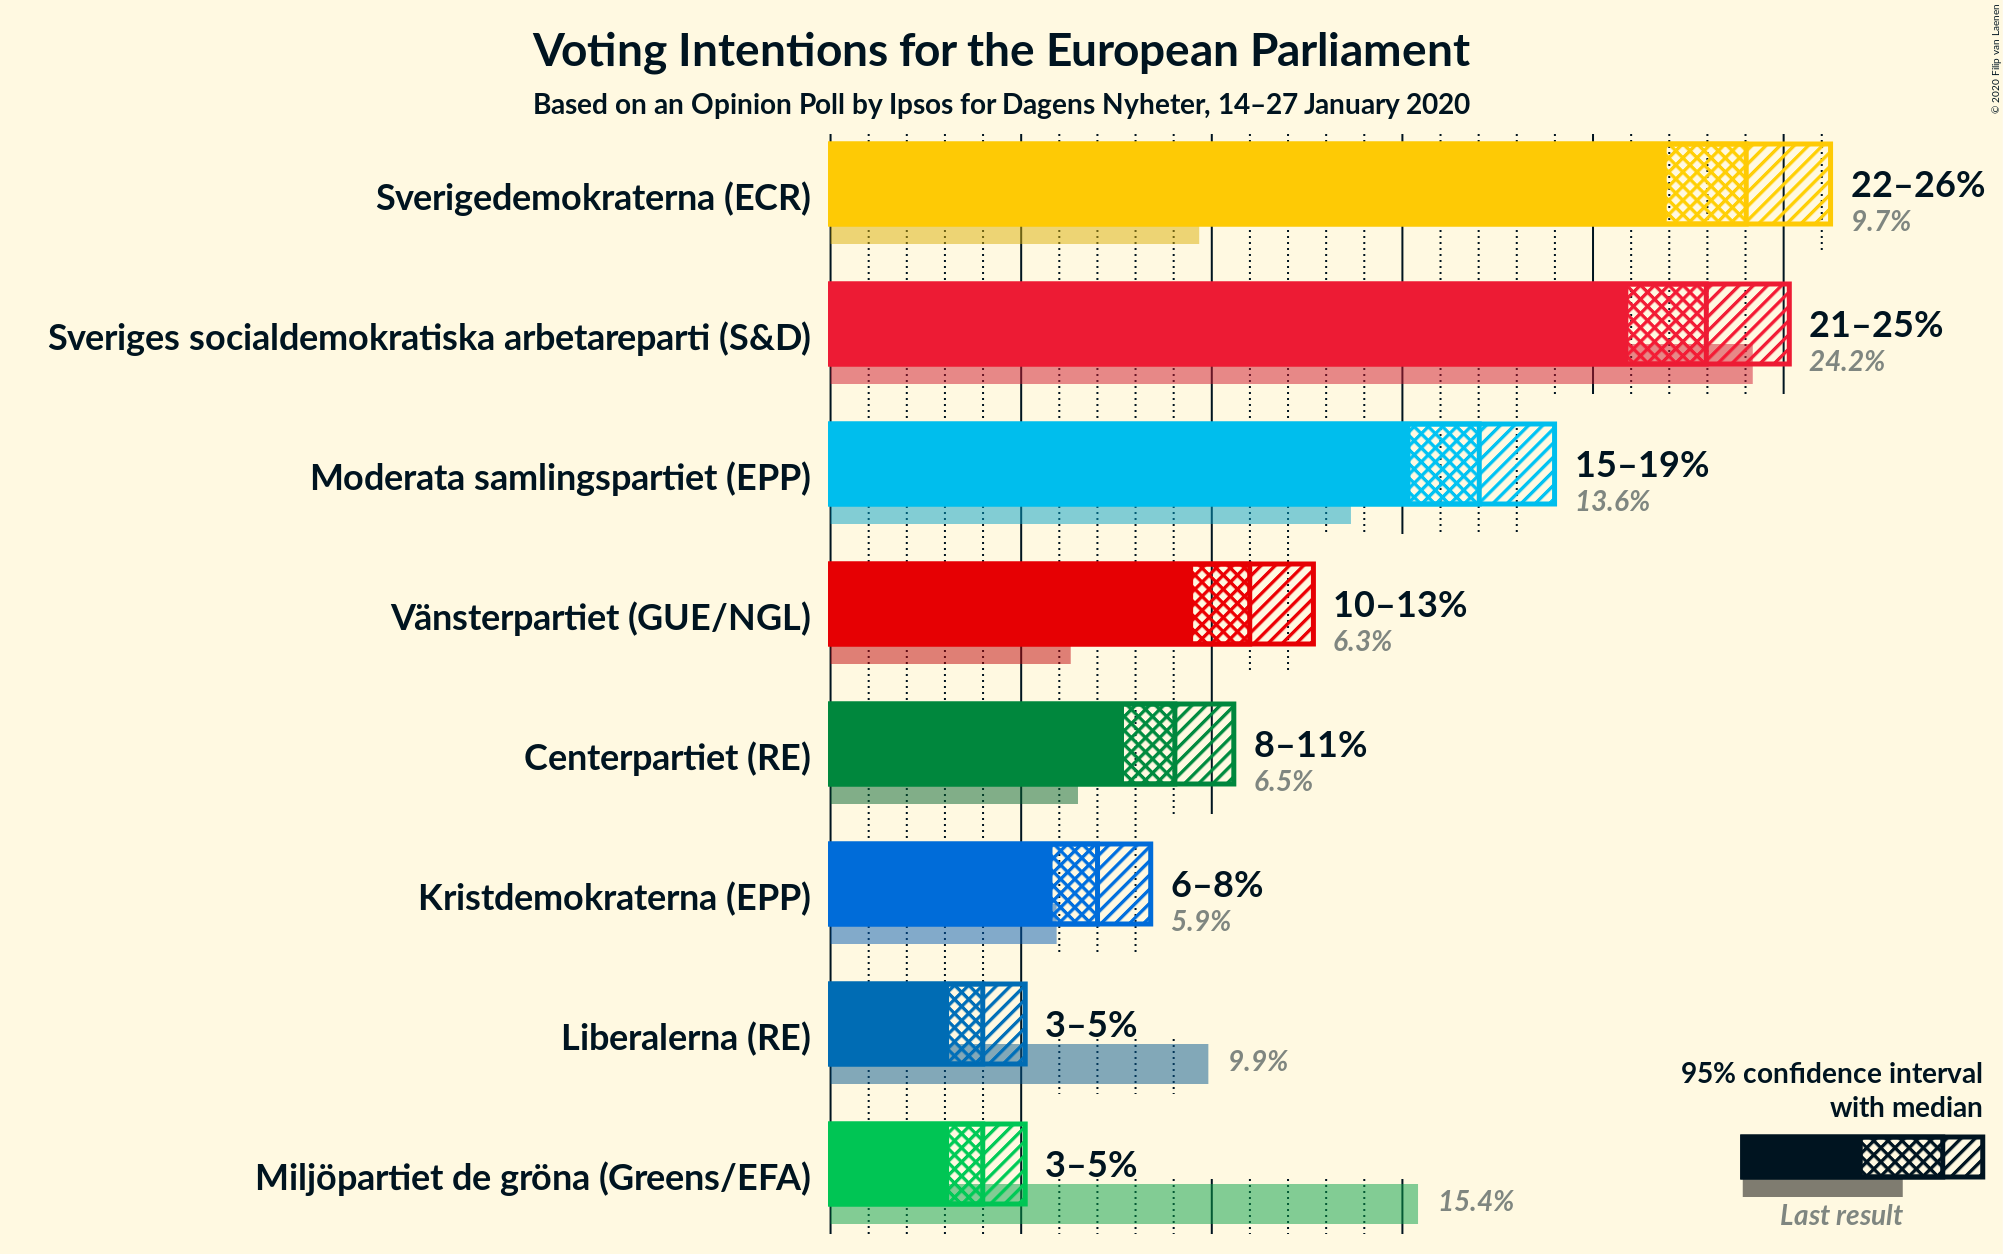 Voting Intentions for the European Parliament
Based on an Opinion Poll by Ipsos for Dagens Nyheter, 14–27 January 2020
© 2020 Filip van Laenen
Sverigedemokraterna (ECR)
22–26%
9.7%
Sveriges socialdemokratiska arbetareparti (S&D)
21–25%
24.2%
Moderata samlingspartiet (EPP)
15–19%
13.6%
Vänsterpartiet (GUE/NGL)
10–13%
6.3%
Centerpartiet (RE)
8–11%
6.5%
Kristdemokraterna (EPP)
6–8%
5.9%
Liberalerna (RE)
3–5%
9.9%
Miljöpartiet de gröna (Greens/EFA)
3–5%
15.4%
95% confidence interval
with median
Last result